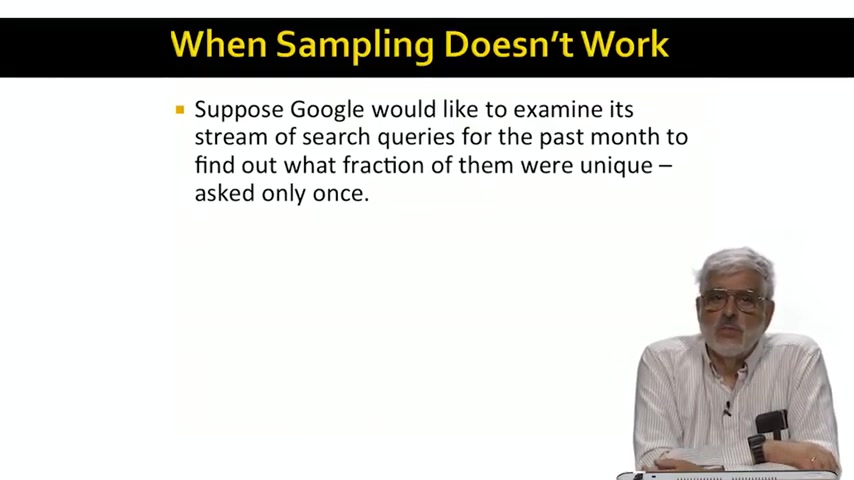 When Sampling Doesn't Work
Suppose Google would like to examine its
stream of search queries for the past month to
find out what fraction of them were unique –
asked only once.